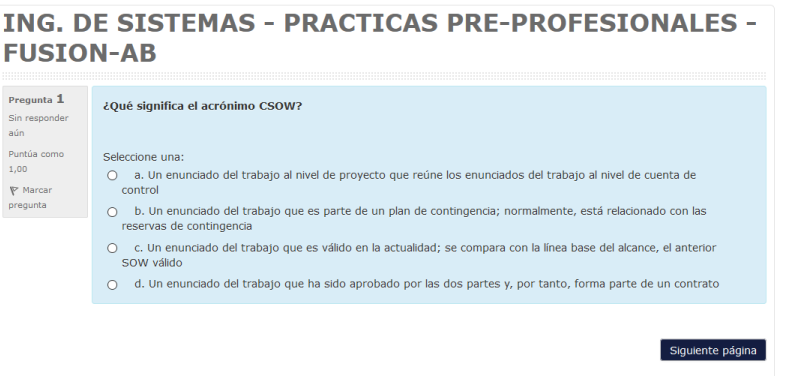 ING. DE SISTEMAS - PRACTICAS PRE-PROFESIONALES -
FUSION-AB
Pregunta 1
Sin responder
aún
Puntúa como
1,00
Marcar
pregunta
¿Qué significa el acrónimo CSOW?
Seleccione una:
a. Un enunciado del trabajo al nivel de proyecto que reúne los enunciados del trabajo al nivel de cuenta de
control
b. Un enunciado del trabajo que es parte de un plan de contingencia; normalmente, está relacionado con las
reservas de contingencia
c. Un enunciado del trabajo que es válido en la actualidad; se compara con la línea base del alcance, el anterior
SOW válido
d. Un enunciado del trabajo que ha sido aprobado por las dos partes y, por tanto, forma parte de un contrato
Siguiente página